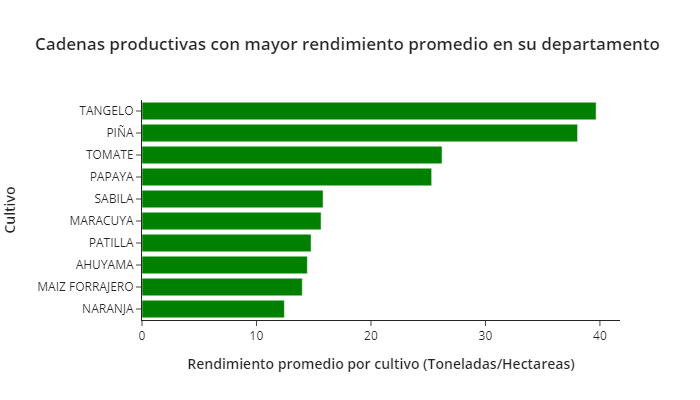 Cadenas productivas con mayor rendimiento promedio en su departamento
Cultivo
TANGELO
PIÑA
TOMATE
PAPAYA
SABILA
MARACUYA
PATILLA
AHUYAMA
MAIZ FORRAJERO
NARANJA
0 10 20 30 40
Rendimiento promedio por cultivo (Toneladas/Hectareas)